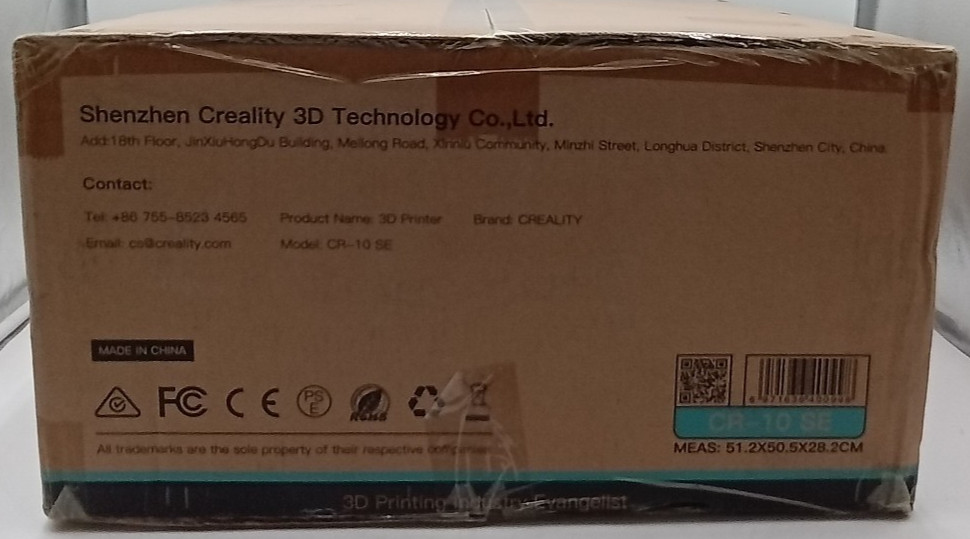 Shenzhen Creality 3D Technology Co.,Ltd.
Add:18th Floor, JinXiuHongDu Building, Meilong Road, Xinniu Community, Minzhi Street, Longhua District, Shenzhen City, China
Contact:
Tel: +86 755-8523 4565 Product Name: 3D Printer Brand: CREALITY
Email: co@creality.com Model: CR-10 SE
MADE IN CHINA
FC CE PS E RoHS
CR-10 SE
MEAS: 51.2X50.5X28.2CM
All trademarks are the sole property of their respective companies
3D Printing Industry Evangelist